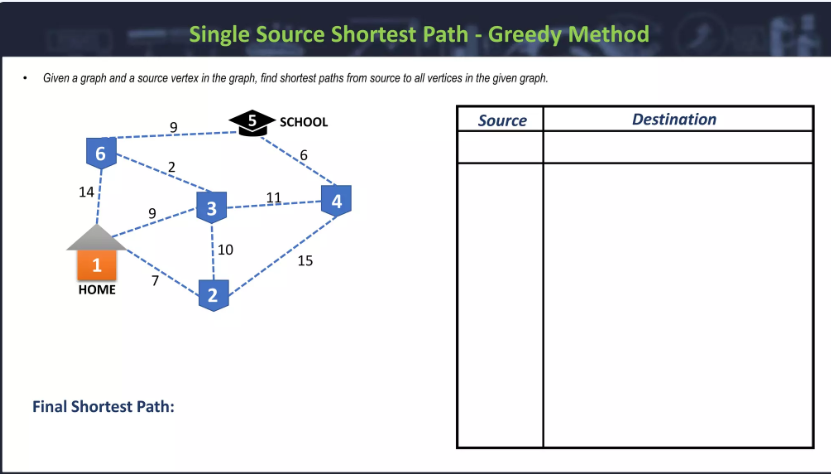 Single Source Shortest Path - Greedy Method
• Given a graph and a source vertex in the graph, find shortest paths from source to all vertices in the given graph.
9
5 SCHOOL
6
2
6
14
9
3
11
4
1
10
15
7
HOME
2
Source Destination
Final Shortest Path: